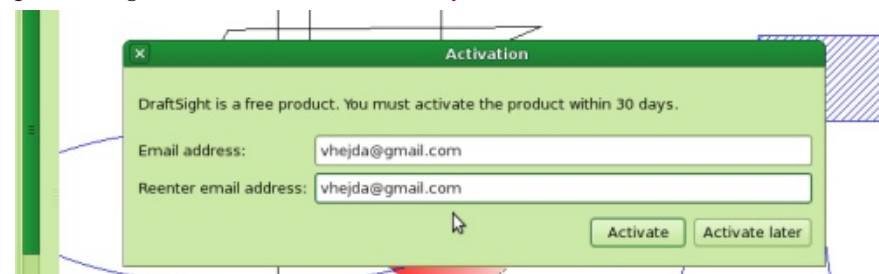 Activation
DraftSight is a free product. You must activate the product within 30 days.
Email address: vhejda@gmail.com
Reenter email address: vhejda@gmail.com
Activate Activate later